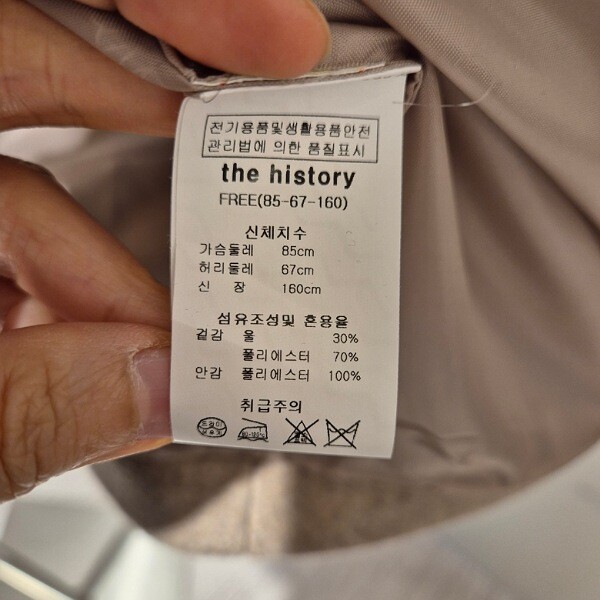 전기용품및생활용품안전
관리법에 의한 품질표시
the history
FREE(85-67-160)
신체치수
가슴둘레 85cm
허리둘레 67cm
신 장 160cm
섬유조성및 혼용율
겉감 울 30%
폴리에스터 70%
안감 폴리에스터 100%
취급주의